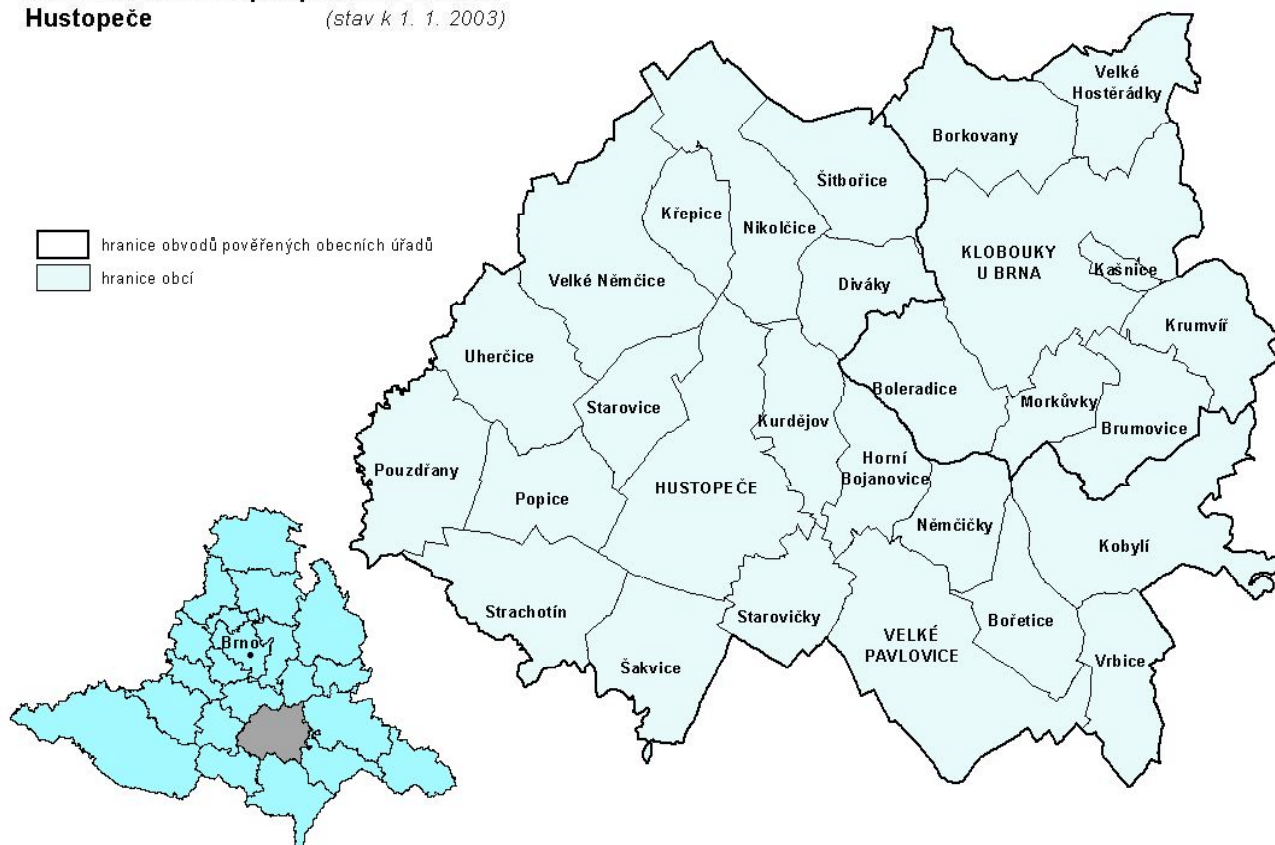 Hustopeče
(stav k 1. 1. 2003)
hranice obvodů pověřených obecních úřadů
hranice obcí
Velké
Hostěrádky
Borkovany
Šitbořice
Křepice
Nikolčice
KLOBOUKY
U BRNA
Kašnice
Velké Němčice
Diváky
Krumvíř
Uherčice
Boleradice
Starovice
Morkůvky
Kurdějov
Brumovice
Pouzdřany
Horní
Bojanovice
HUSTOPEČE
Popice
Němčičky
Kobylí
Strachotín
Starovičky
Bořetice
VELKÉ
PAVLOVICE
Šakvice
Vrbice
Brno